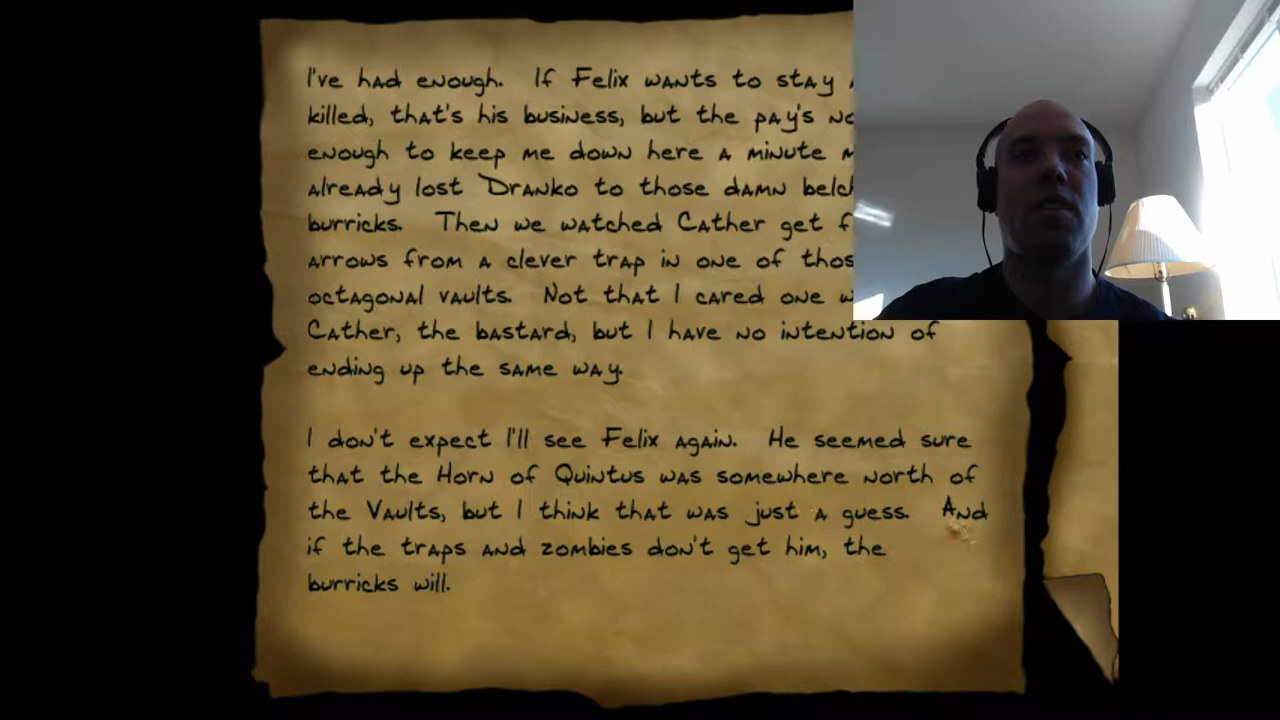 I've had enough. If Felix wants to stay
killed, that's his business, but the pay's
enough to keep me down here a minute
already lost Dranko to those damn
burricks. Then we watched Cather get
arrows from a clever trap in one of
octagonal vaults. Not that I cared one
Cather, the bastard, but I have no intention of
ending up the same way.
I don't expect I'll see Felix again. He seemed sure
that the Horn of Quintus was somewhere north of
the Vaults, but I think that was just a guess. And
if the traps and zombies don't get him, the
burricks will.